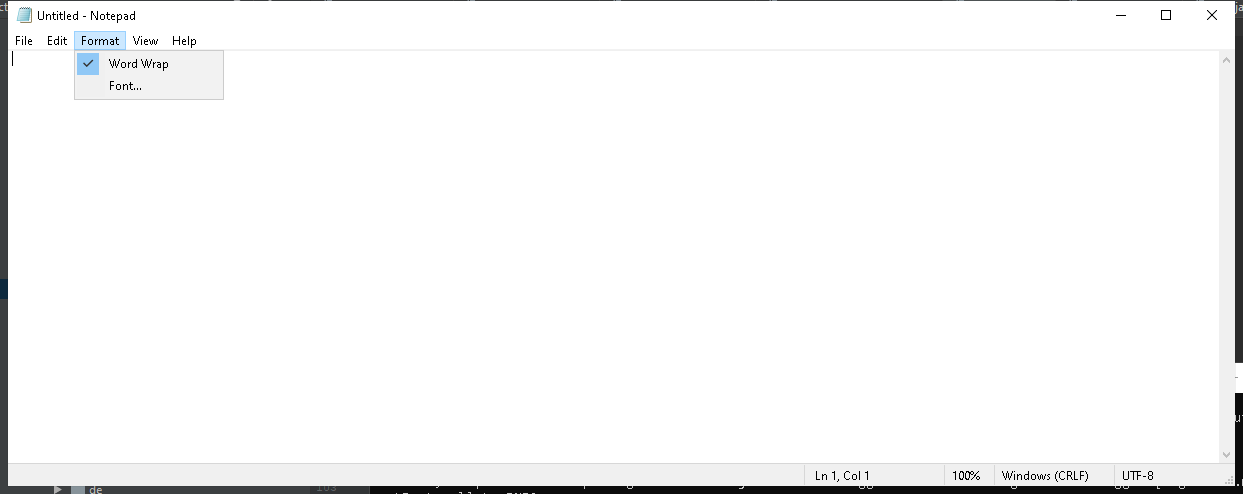 Untitled - Notepad
File Edit Format View Help
Word Wrap
Font...
Ln 1, Col 1 100% Windows (CRLF) UTF-8
de
103